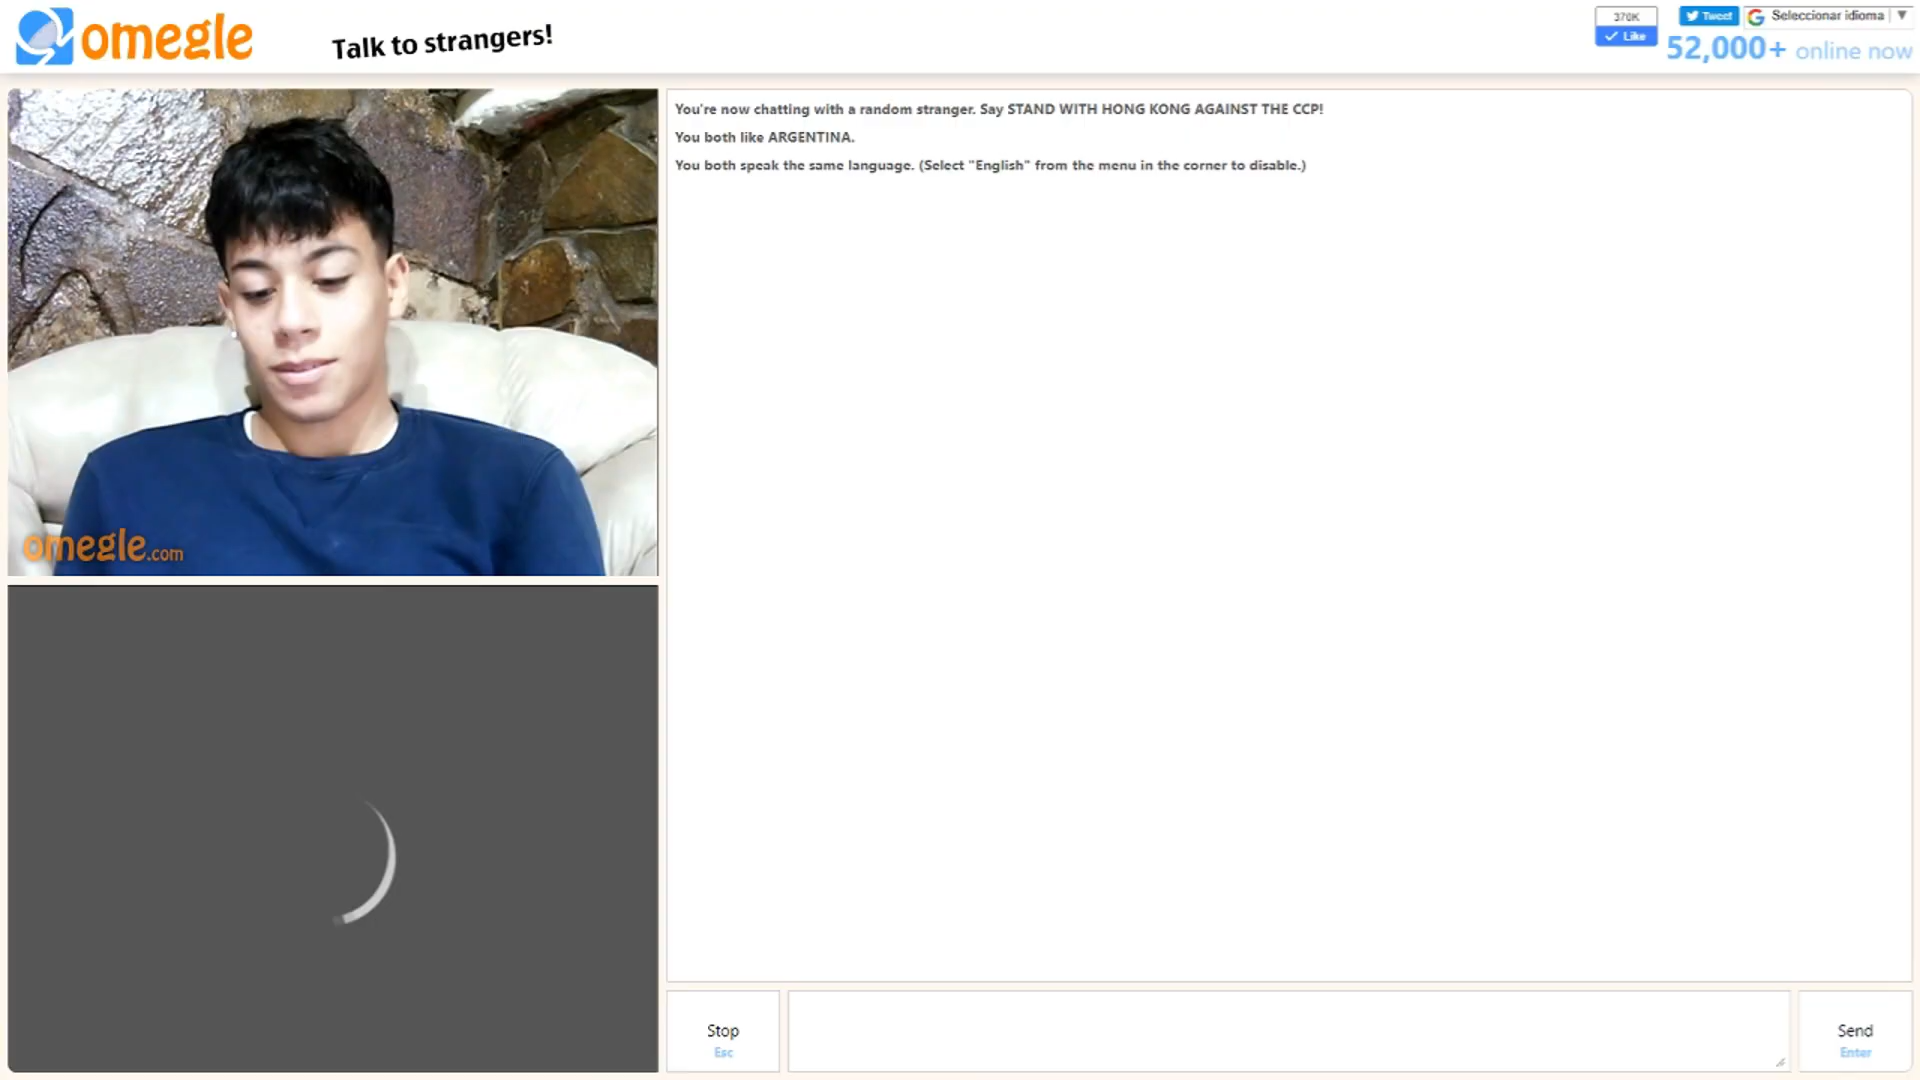 omegle
Talk to strangers!
370K
Like
Tweet
Seleccionar idioma
52,000+ online now
You're now chatting with a random stranger. Say STAND WITH HONG KONG AGAINST THE CCP!
You both like ARGENTINA.
You both speak the same language. (Select "English" from the menu in the corner to disable.)
omegle.com
Stop
Esc
Send
Enter